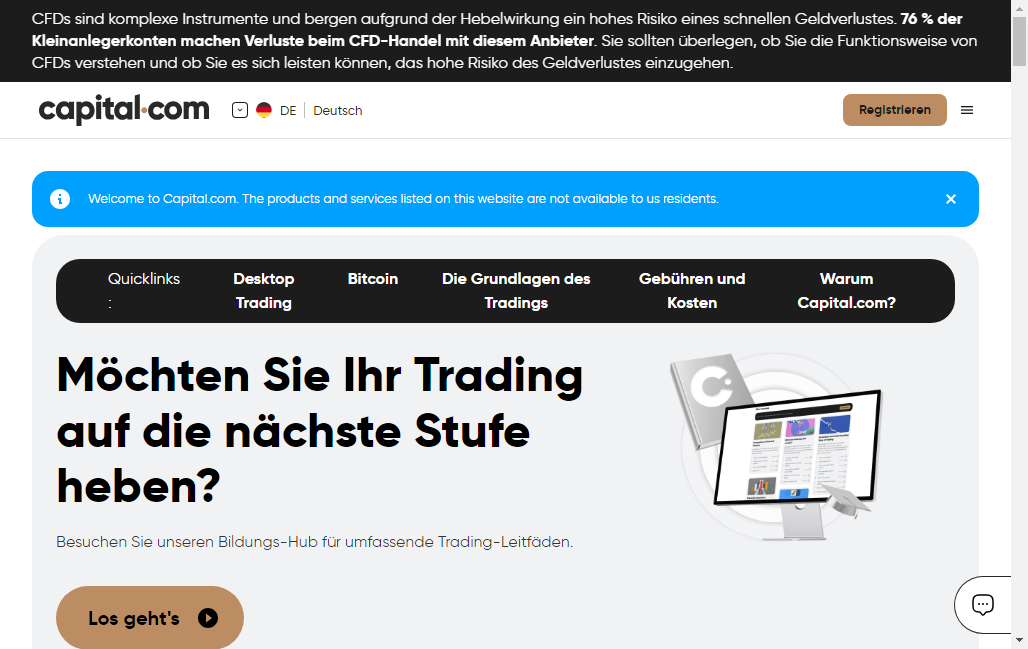 CFDs sind komplexe Instrumente und bergen aufgrund der Hebelwirkung ein hohes Risiko eines schnellen Geldverlustes. 76 % der
Kleinanlegerkonten machen Verluste beim CFD-Handel mit diesem Anbieter. Sie sollten überlegen, ob Sie die Funktionsweise von
CFDs verstehen und ob Sie es sich leisten können, das hohe Risiko des Geldverlustes einzugehen.
capital.com
DE
Deutsch
Registrieren
Welcome to Capital.com. The products and services listed on this website are not available to us residents.
Quicklinks
:
Desktop
Trading
Bitcoin
Die Grundlagen des
Tradings
Gebühren und
Kosten
Warum
Capital.com?
Möchten Sie Ihr Trading
auf die nächste Stufe
heben?
Besuchen Sie unseren Bildungs-Hub für umfassende Trading-Leitfäden.
Los geht's